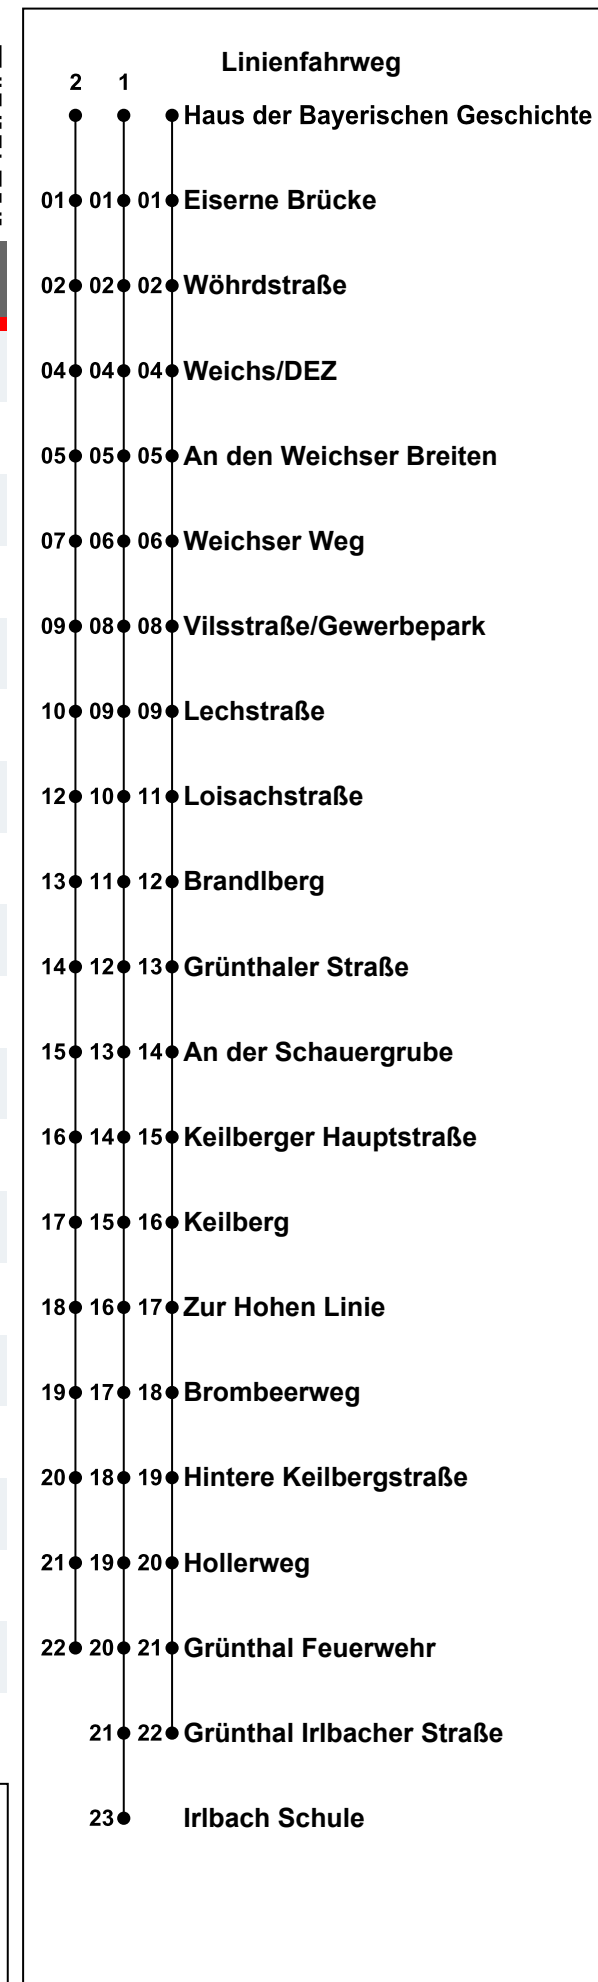 Linienfahrweg
2 1
Haus der Bayerischen Geschichte
01 01 01 Eiserne Brücke
02 02 02 Wöhrdstraße
04 04 04 Weichs/DEZ
05 05 05 An den Weichser Breiten
07 06 06 Weichser Weg
09 08 08 Vilsstraße/Gewerbepark
10 09 09 Lechstraße
12 10 11 Loisachstraße
13 11 12 Brandlberg
14 12 13 Grünthaler Straße
15 13 14 An der Schauergrube
16 14 15 Keilberger Hauptstraße
17 15 16 Keilberg
18 16 17 Zur Hohen Linie
19 17 18 Brombeerweg
20 18 19 Hintere Keilbergstraße
21 19 20 Hollerweg
22 20 21 Grünthal Feuerwehr
21 22 Grünthal Irlbacher Straße
23 Irlbach Schule